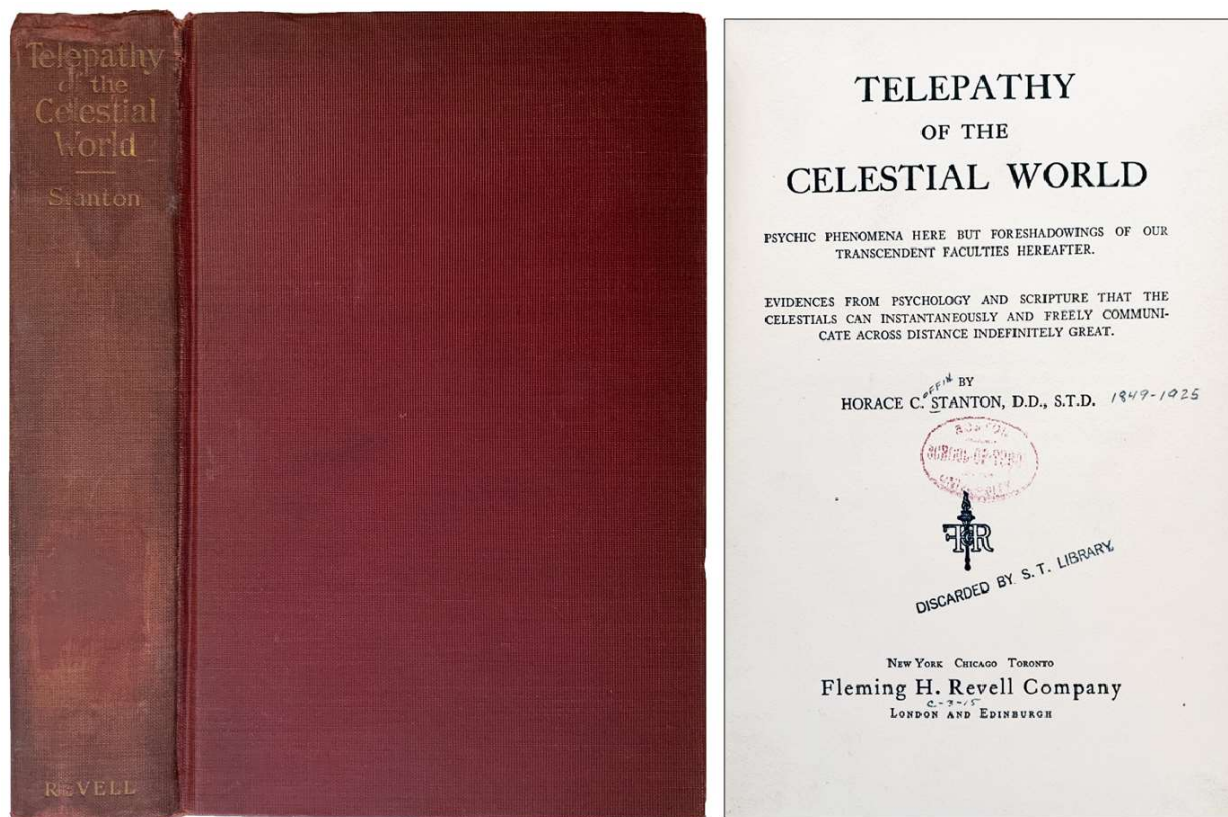 Telepathy
of the
Celestial
World
Stanton
REVELL
TELEPATHY
OF THE
CELESTIAL WORLD
PSYCHIC PHENOMENA HERE BUT FORESHADOWINGS OF OUR
TRANSCENDENT FACULTIES HEREAFTER.
EVIDENCES FROM PSYCHOLOGY AND SCRIPTURE THAT THE
CELESTIALS CAN INSTANTANEOUSLY AND FREELY COMMUNI-
CATE ACROSS DISTANCE INDEFINITELY GREAT.
BY
offin
HORACE C. STANTON, D.D., S.T.D. 1849-1925
BOSTON
UNIVERSITY
FHR
DISCARDED BY S. T. LIBRARY
NEW YORK CHICAGO TORONTO
Fleming H. Revell Company
LONDON AND EDINBURGH